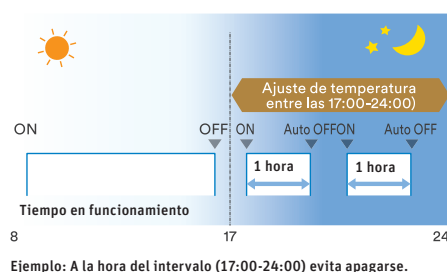 Ajuste de temperatura
entre las 17:00-24:00)
ON OFF ON Auto OFF ON Auto OFF
1 hora 1 hora
Tiempo en funcionamiento
8 17 24
Ejemplo: A la hora del intervalo (17:00-24:00) evita apagarse.